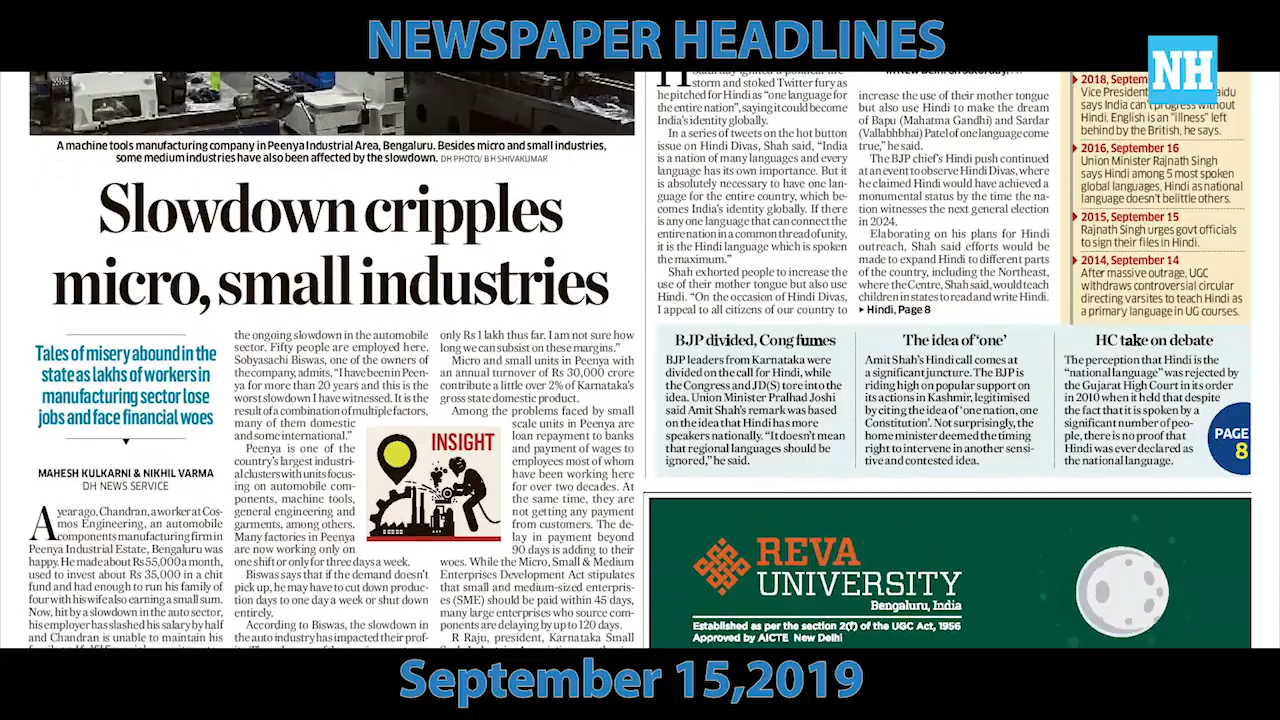 NEWSPAPER HEADLINES
NH
A machine tools manufacturing company in Peenya Industrial Area, Bengaluru. Besides micro and small industries,
some medium industries have also been affected by the slowdown. DH PHOTO/ B H SHIVAKUMAR
Slowdown cripples
micro, small industries
Tales of misery abound in the
state as lakhs of workers in
manufacturing sector lose
jobs and face financial woes
MAHESH KULKARNI & NIKHIL VARMA
DH NEWS SERVICE
A year ago, Chandran, a worker at Cos-
mos Engineering, an automobile
components manufacturing firm in
Peenya Industrial Estate, Bengaluru was
happy. He made about Rs 55,000 a month,
used to invest about Rs 35,000 in a chit
fund and had enough to run his family of
four with his wife also earning a small sum.
Now, hit by a slowdown in the auto sector,
his employer has slashed his salary by half
and Chandran is unable to maintain his
the ongoing slowdown in the automobile
sector. Fifty people are employed here.
Sobyasachi Biswas, one of the owners of
the company, admits, “I have been in Peen-
ya for more than 20 years and this is the
worst slowdown I have witnessed. It is the
result of a combination of multiple factors,
many of them domestic
and some international.”
Peenya is one of the
country’s largest industri-
al clusters with units focus-
ing on automobile com-
ponents, machine tools,
general engineering and
garments, among others.
Many factories in Peenya
are now working only on
one shift or only for three days a week.
Biswas says that if the demand doesn’t
pick up, he may have to cut down produc-
tion days to one day a week or shut down
entirely.
According to Biswas, the slowdown in
the auto industry has impacted their prof-
only Rs 1 lakh thus far. I am not sure how
long we can subsist on these margins.”
Micro and small units in Peenya with
an annual turnover of Rs 30,000 crore
contribute a little over 2% of Karnataka’s
gross state domestic product.
Among the problems faced by small
scale units in Peenya are
loan repayment to banks
and payment of wages to
employees most of whom
have been working here
for over two decades. At
the same time, they are
not getting any payment
from customers. The de-
lay in payment beyond
90 days is adding to their
woes. While the Micro, Small & Medium
Enterprises Development Act stipulates
that small and medium-sized enterpris-
es (SME) should be paid within 45 days,
many large enterprises who source com-
ponents are delaying by up to 120 days.
R Raju, president, Karnataka Small
INSIGHT
storm and stoked Twitter fury as
he pitched for Hindi as “one language for
the entire nation”, saying it could become
India’s identity globally.
In a series of tweets on the hot button
issue on Hindi Divas, Shah said, “India
is a nation of many languages and every
language has its own importance. But it
is absolutely necessary to have one lan-
guage for the entire country, which be-
comes India’s identity globally. If there
is any one language that can connect the
entire nation in a common thread of unity,
it is the Hindi language which is spoken
the maximum.”
Shah exhorted people to increase the
use of their mother tongue but also use
Hindi. “On the occasion of Hindi Divas,
I appeal to all citizens of our country to
increase the use of their mother tongue
but also use Hindi to make the dream
of Bapu (Mahatma Gandhi) and Sardar
(Vallabhbhai) Patel of one language come
true,” he said.
The BJP chief’s Hindi push continued
at an event to observe Hindi Divas, where
he claimed Hindi would have achieved a
monumental status by the time the na-
tion witnesses the next general election
in 2024.
Elaborating on his plans for Hindi
outreach, Shah said efforts would be
made to expand Hindi to different parts
of the country, including the Northeast,
where the Centre, Shah said, would teach
children in states to read and write Hindi.
▸ Hindi, Page 8
2018, Septem
Vice President aidu
says India can’t progress without
Hindi. English is an “illness” left
behind by the British, he says.
2016, September 16
Union Minister Rajnath Singh
says Hindi among 5 most spoken
global languages, Hindi as national
language doesn’t belittle others.
2015, September 15
Rajnath Singh urges govt officials
to sign their files in Hindi.
2014, September 14
After massive outrage, UGC
withdraws controversial circular
directing varsites to teach Hindi as
a primary language in UG courses.
BJP divided, Cong fumes
BJP leaders from Karnataka were
divided on the call for Hindi, while
the Congress and JD(S) tore into the
idea. Union Minister Pralhad Joshi
said Amit Shah’s remark was based
on the idea that Hindi has more
speakers nationally. “It doesn’t mean
that regional languages should be
ignored,” he said.
The idea of ‘one’
Amit Shah’s Hindi call comes at
a significant juncture. The BJP is
riding high on popular support on
its actions in Kashmir, legitimised
by citing the idea of ‘one nation, one
Constitution’. Not surprisingly, the
home minister deemed the timing
right to intervene in another sensi-
tive and contested idea.
HC take on debate
The perception that Hindi is the
“national language” was rejected by
the Gujarat High Court in its order
in 2010 when it held that despite
the fact that it is spoken by a
significant number of peo-
ple, there is no proof that
Hindi was ever declared as
the national language.
PAGE
8
REVA
UNIVERSITY
Bengaluru, India
Established as per the section 2(f) of the UGC Act, 1956
Approved by AICTE New Delhi
September 15,2019